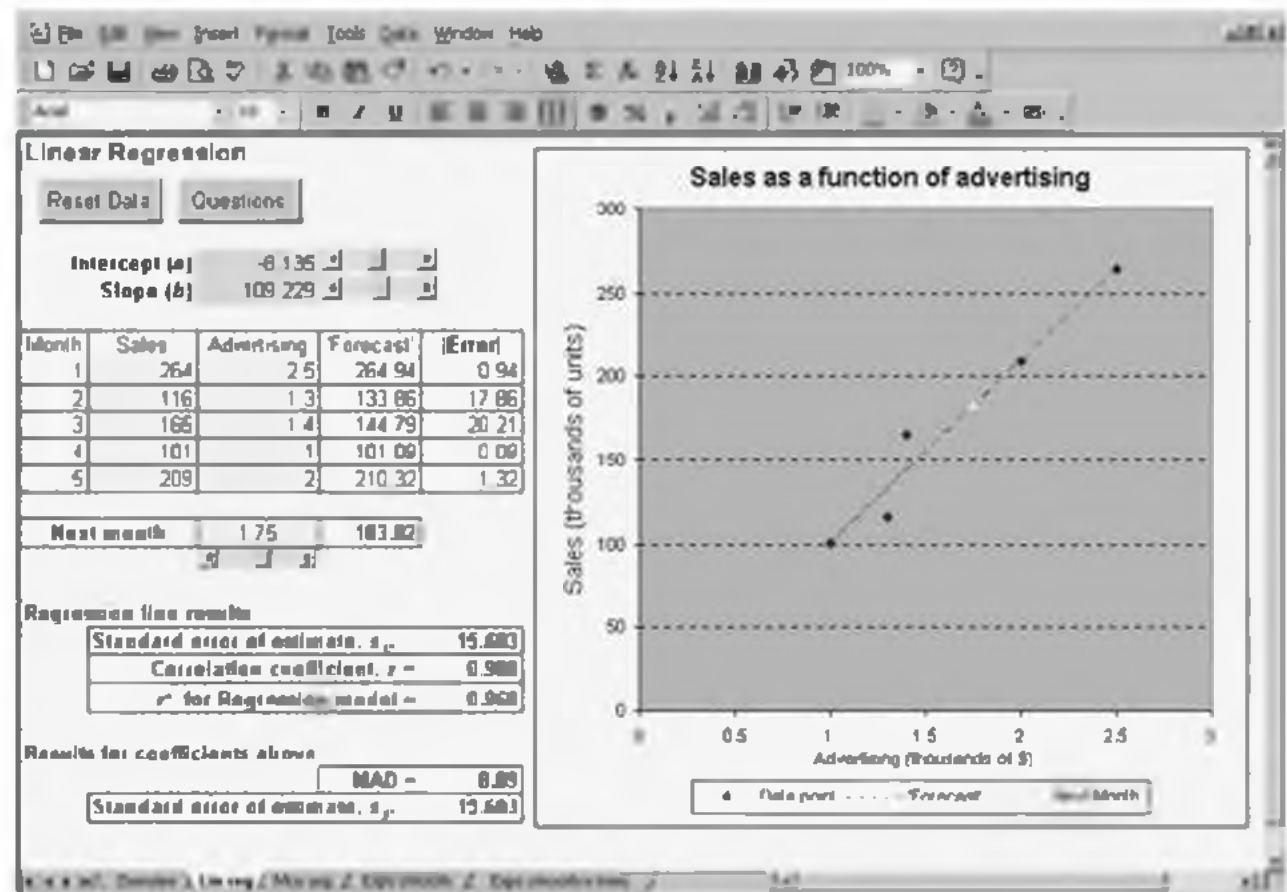 File Edit View Insert Format Tools Data Window Help
100%
Arial 10
Linear Regression
Reset Data Questions
Intercept (a) -8.135
Slope (b) 109.229
Month Sales Advertising 'Forecast' |Error|
1 264 2.5 264.94 0.94
2 116 1.3 133.86 17.86
3 165 1.4 144.79 20.21
4 101 1 101.09 0.09
5 209 2 210.32 1.32
Next month 1.75 183.02
Regression line results
Standard error of estimate, s 15.603
Correlation coefficient, r = 0.980
r² for Regression model = 0.960
Results for coefficients above
MAD = 8.09
Standard error of estimate, s 15.603
Sales as a function of advertising
Sales (thousands of units)
300
250
200
150
100
50
0
0 0.5 1 1.5 2 2.5 3
Advertising (thousands of $)
Data point 'Forecast' Next Month